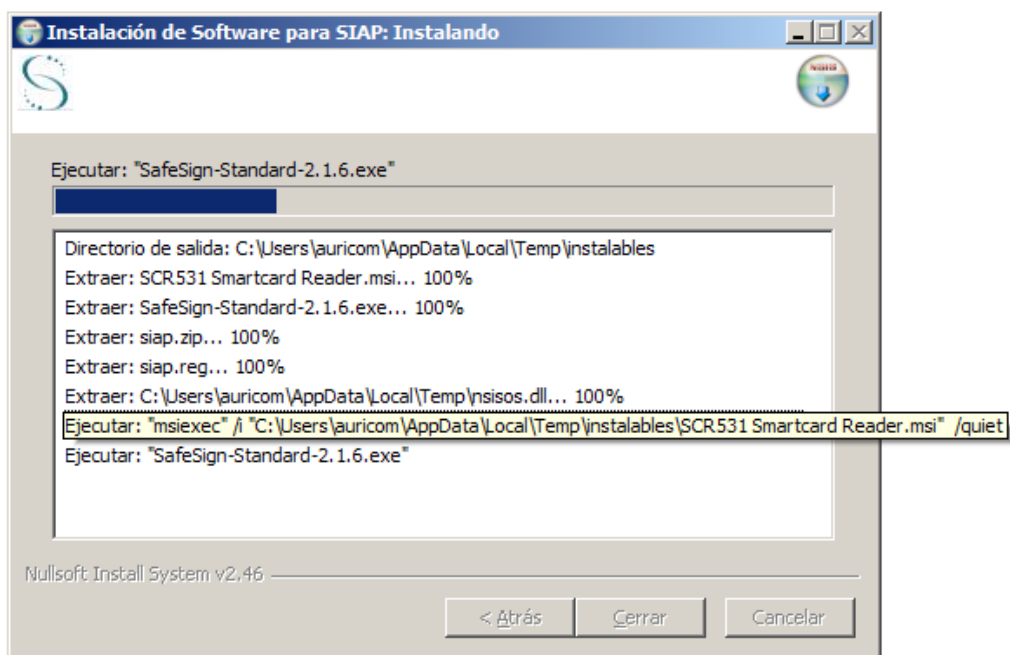 Instalación de Software para SIAP: Instalando
Ejecutar: "SafeSign-Standard-2.1.6.exe"
Directorio de salida: C:\Users\auricom\AppData\Local\Temp\instalables
Extraer: SCR531 Smartcard Reader.msi... 100%
Extraer: SafeSign-Standard-2.1.6.exe... 100%
Extraer: siap.zip... 100%
Extraer: siap.reg... 100%
Extraer: C:\Users\auricom\AppData\Local\Temp\nsisos.dll... 100%
Ejecutar: "msiexec" /i "C:\Users\auricom\AppData\Local\Temp\instalables\SCR531 Smartcard Reader.msi"  /quiet
Ejecutar: "SafeSign-Standard-2.1.6.exe"
Nullsoft Install System v2.46
< Atrás
Cerrar
Cancelar